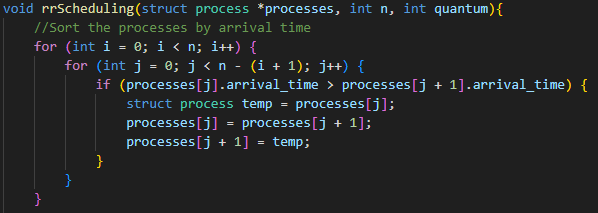 void rrScheduling(struct process *processes, int n, int quantum){
    //Sort the processes by arrival time
    for (int i = 0; i < n; i++) {
        for (int j = 0; j < n - (i + 1); j++) {
            if (processes[j].arrival_time > processes[j + 1].arrival_time) {
                struct process temp = processes[j];
                processes[j] = processes[j + 1];
                processes[j + 1] = temp;
            }
        }
    }